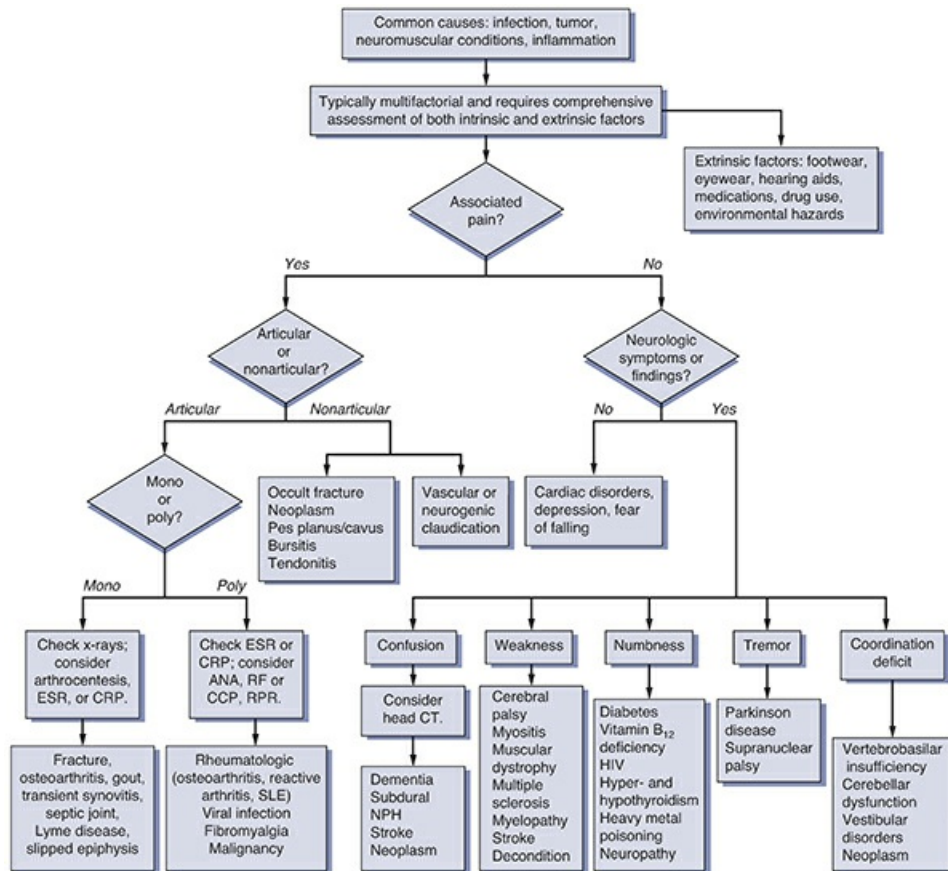 Common causes: infection, tumor,
neuromuscular conditions, inflammation
Typically multifactorial and requires comprehensive
assessment of both intrinsic and extrinsic factors
Extrinsic factors: footwear,
eyewear, hearing aids,
medications, drug use,
environmental hazards
Associated
pain?
Yes
No
Articular
or
nonarticular?
Neurologic
symptoms or
findings?
Articular
Nonarticular
No
Yes
Mono
or
poly?
Occult fracture
Neoplasm
Pes planus/cavus
Bursitis
Tendonitis
Vascular or
neurogenic
claudication
Cardiac disorders,
depression, fear
of falling
Mono
Poly
Check x-rays;
consider
arthrocentesis,
ESR, or CRP.
Check ESR or
CRP; consider
ANA, RF or
CCP, RPR.
Confusion
Weakness
Numbness
Tremor
Coordination
deficit
Consider
head CT.
Fracture,
osteoarthritis, gout,
transient synovitis,
septic joint,
Lyme disease,
slipped epiphysis
Rheumatologic
(osteoarthritis, reactive
arthritis, SLE)
Viral infection
Fibromyalgia
Malignancy
Dementia
Subdural
NPH
Stroke
Neoplasm
Cerebral
palsy
Myositis
Muscular
dystrophy
Multiple
sclerosis
Myelopathy
Stroke
Decondition
Diabetes
Vitamin B₁₂
deficiency
HIV
Hyper- and
hypothyroidism
Heavy metal
poisoning
Neuropathy
Parkinson
disease
Supranuclear
palsy
Vertebrobasilar
insufficiency
Cerebellar
dysfunction
Vestibular
disorders
Neoplasm